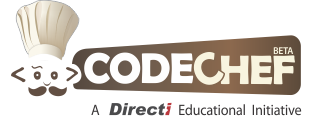 BETA
CODECHEF
A Directi Educational Initiative